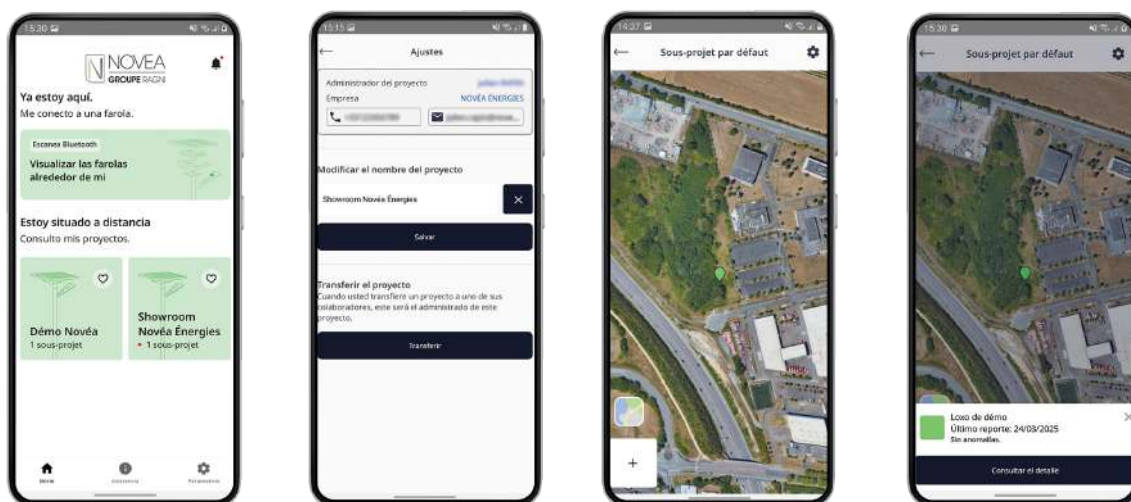 15:30
NOVEA
GROUPE RAGNI
Ya estoy aquí.
Me conecto a una farola.
Escanea Bluetooth
Visualizar las farolas
alrededor de mi
Estoy situado a distancia
Consulto mis proyectos.
Démo Novéa
1 sous-projet
Showroom
Novéa Énergies
1 sous-projet
Inicio
Asistencia
15:15
Ajustes
Administrador del proyecto
Empresa
NOVÉA ÉNERGIES
Modificar el nombre del proyecto
Showroom Novéa Énergies
Salvar
Transferir el proyecto
Cuando usted transfiere un proyecto a uno de sus
colaboradores, este será el administrado de este
proyecto.
Transferir
14:37
Sous-projet par défaut
+
15:30
Sous-projet par défaut
Loxo de démo
Último reporte: 24/03/2025
Sin anomalías.
Consultar el detalle